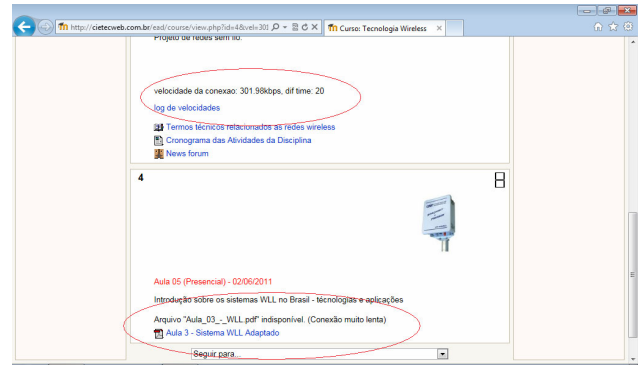 http://cietecweb.com.br/ead/course/view.php?id=4&vel=301
Curso: Tecnologia Wireless
Projeto de redes sem fio.
velocidade da conexao: 301.98kbps, dif time: 20
log de velocidades
Termos técnicos relacionados as redes wireless
Cronograma das Atividades da Disciplina
News forum
4
Aula 05 (Presencial) - 02/06/2011
Introdução sobre os sistemas WLL no Brasil - técnologias e aplicações
Arquivo "Aula_03_-_WLL.pdf" indisponível. (Conexão muito lenta)
Aula 3 - Sistema WLL Adaptado
Seguir para...